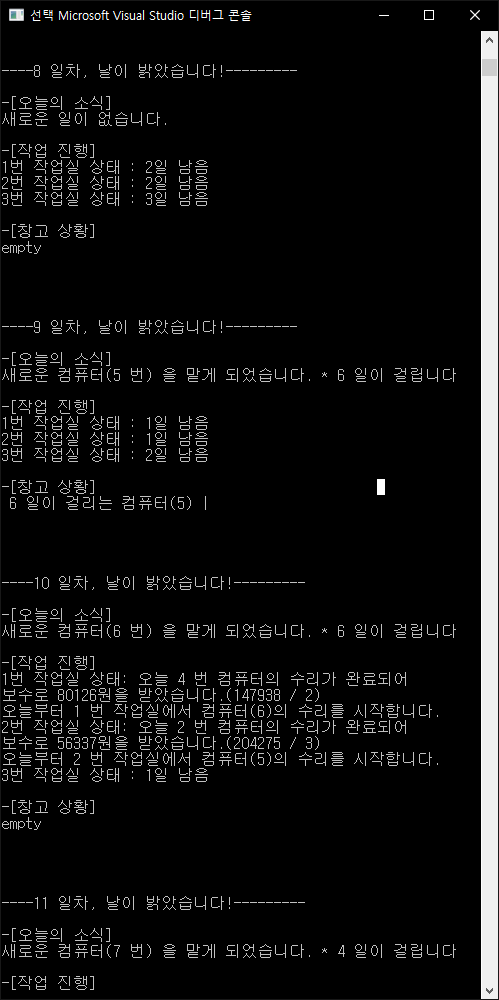 선택 Microsoft Visual Studio 디버그 콘솔
----8 일차, 날이 밝았습니다!---------
-[오늘의 소식]
새로운 일이 없습니다.
-[작업 진행]
1번 작업실 상태 : 2일 남음
2번 작업실 상태 : 2일 남음
3번 작업실 상태 : 3일 남음
-[창고 상황]
empty
----9 일차, 날이 밝았습니다!---------
-[오늘의 소식]
새로운 컴퓨터(5 번) 을 맡게 되었습니다. * 6 일이 걸립니다
-[작업 진행]
1번 작업실 상태 : 1일 남음
2번 작업실 상태 : 1일 남음
3번 작업실 상태 : 2일 남음
-[창고 상황]
6 일이 걸리는 컴퓨터(5) |
----10 일차, 날이 밝았습니다!---------
-[오늘의 소식]
새로운 컴퓨터(6 번) 을 맡게 되었습니다. * 6 일이 걸립니다
-[작업 진행]
1번 작업실 상태: 오늘 4 번 컴퓨터의 수리가 완료되어
보수로 80126원을 받았습니다.(147938 / 2)
오늘부터 1 번 작업실에서 컴퓨터(6)의 수리를 시작합니다.
2번 작업실 상태: 오늘 2 번 컴퓨터의 수리가 완료되어
보수로 56337원을 받았습니다.(204275 / 3)
오늘부터 2 번 작업실에서 컴퓨터(5)의 수리를 시작합니다.
3번 작업실 상태 : 1일 남음
-[창고 상황]
empty
----11 일차, 날이 밝았습니다!---------
-[오늘의 소식]
새로운 컴퓨터(7 번) 을 맡게 되었습니다. * 4 일이 걸립니다
-[작업 진행]